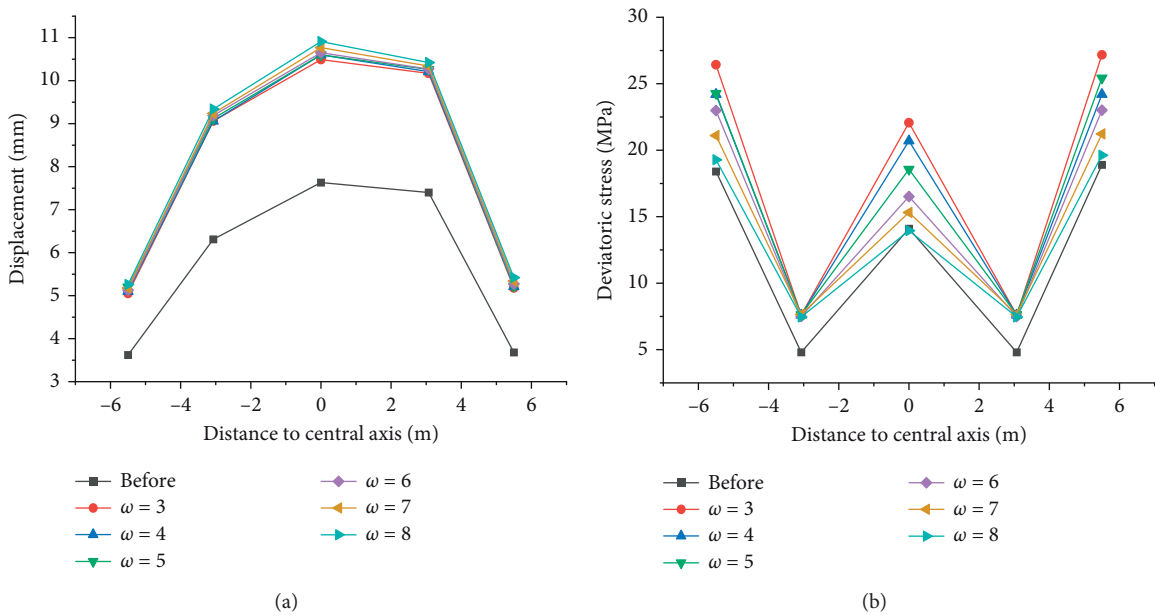 11
10
9
8
7
6
5
4
3
Displacement (mm)
–6 –4 –2 0 2 4 6
Distance to central axis (m)
Before
ω = 3
ω = 4
ω = 5
ω = 6
ω = 7
ω = 8
(a)
30
25
20
15
10
5
Deviatoric stress (MPa)
–6 –4 –2 0 2 4 6
Distance to central axis (m)
Before
ω = 3
ω = 4
ω = 5
ω = 6
ω = 7
ω = 8
(b)